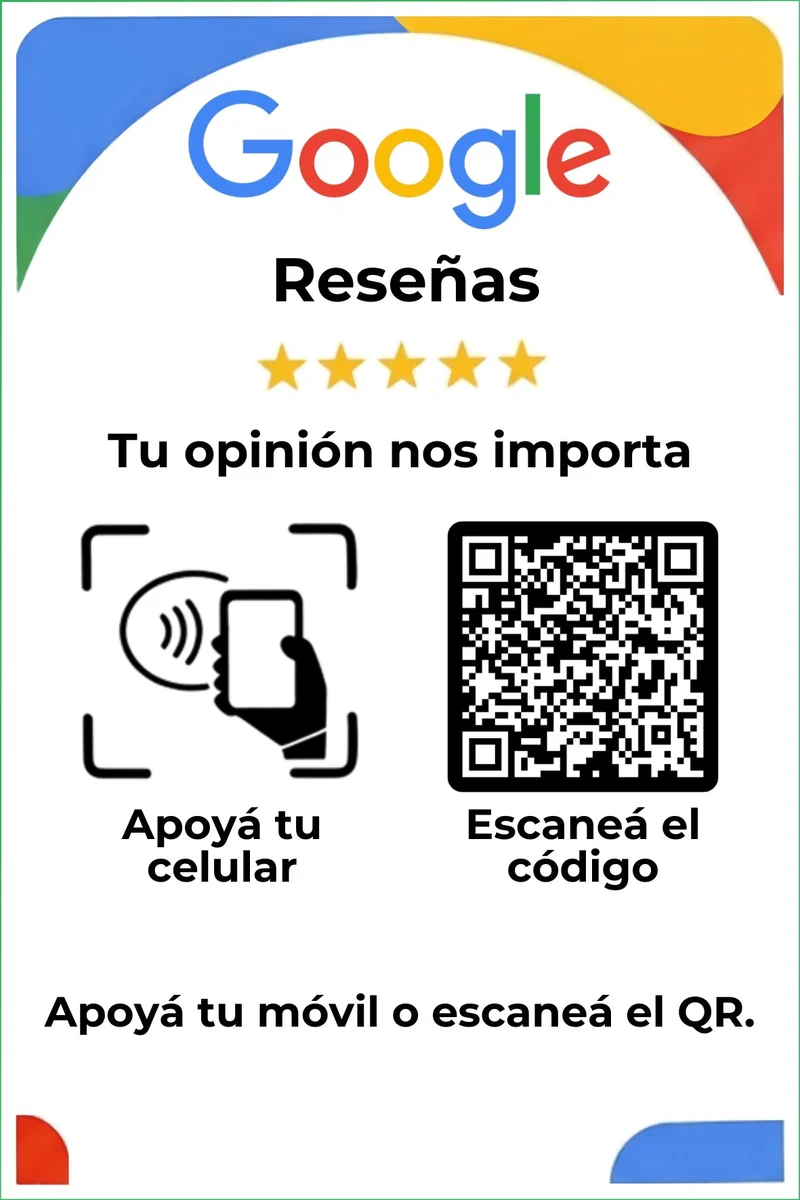 Google
Reseñas
Tu opinión nos importa
Apoyá tu
celular
Escaneá el
código
Apoyá tu móvil o escaneá el QR.